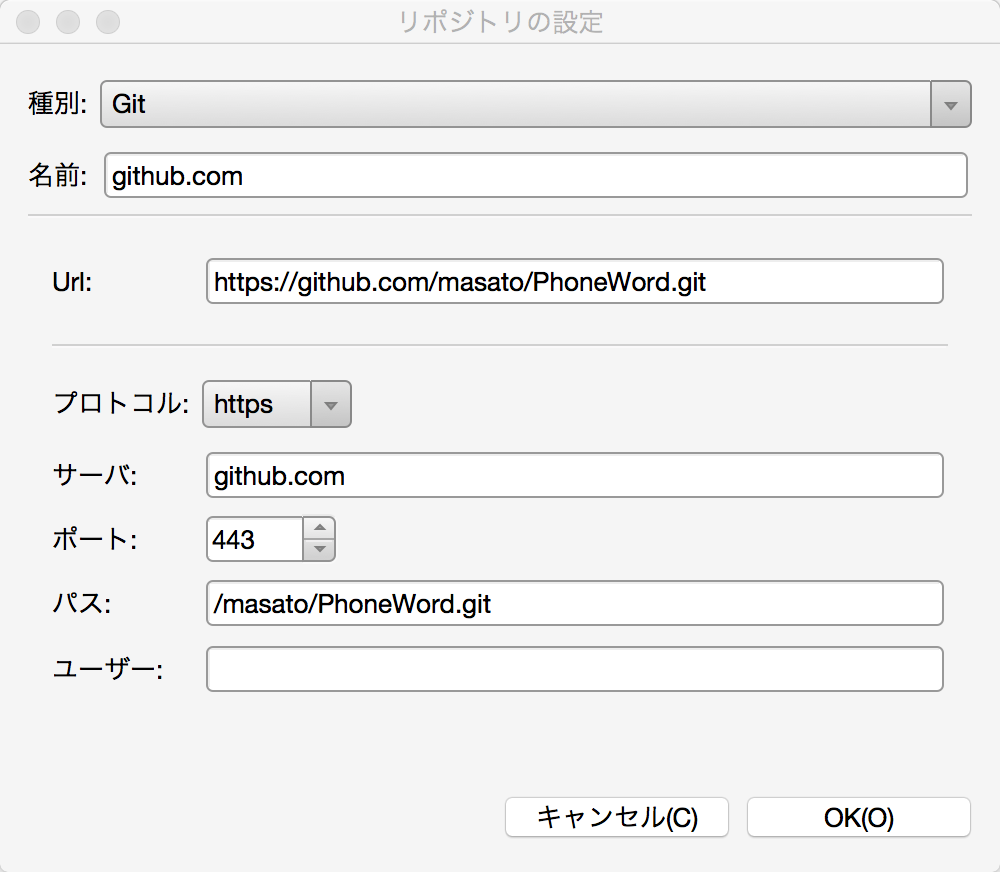 リポジトリの設定
種別: Git
名前: github.com
Url: https://github.com/masato/PhoneWord.git
プロトコル: https
サーバ: github.com
ポート: 443
パス: /masato/PhoneWord.git
ユーザー:
キャンセル(C) OK(O)